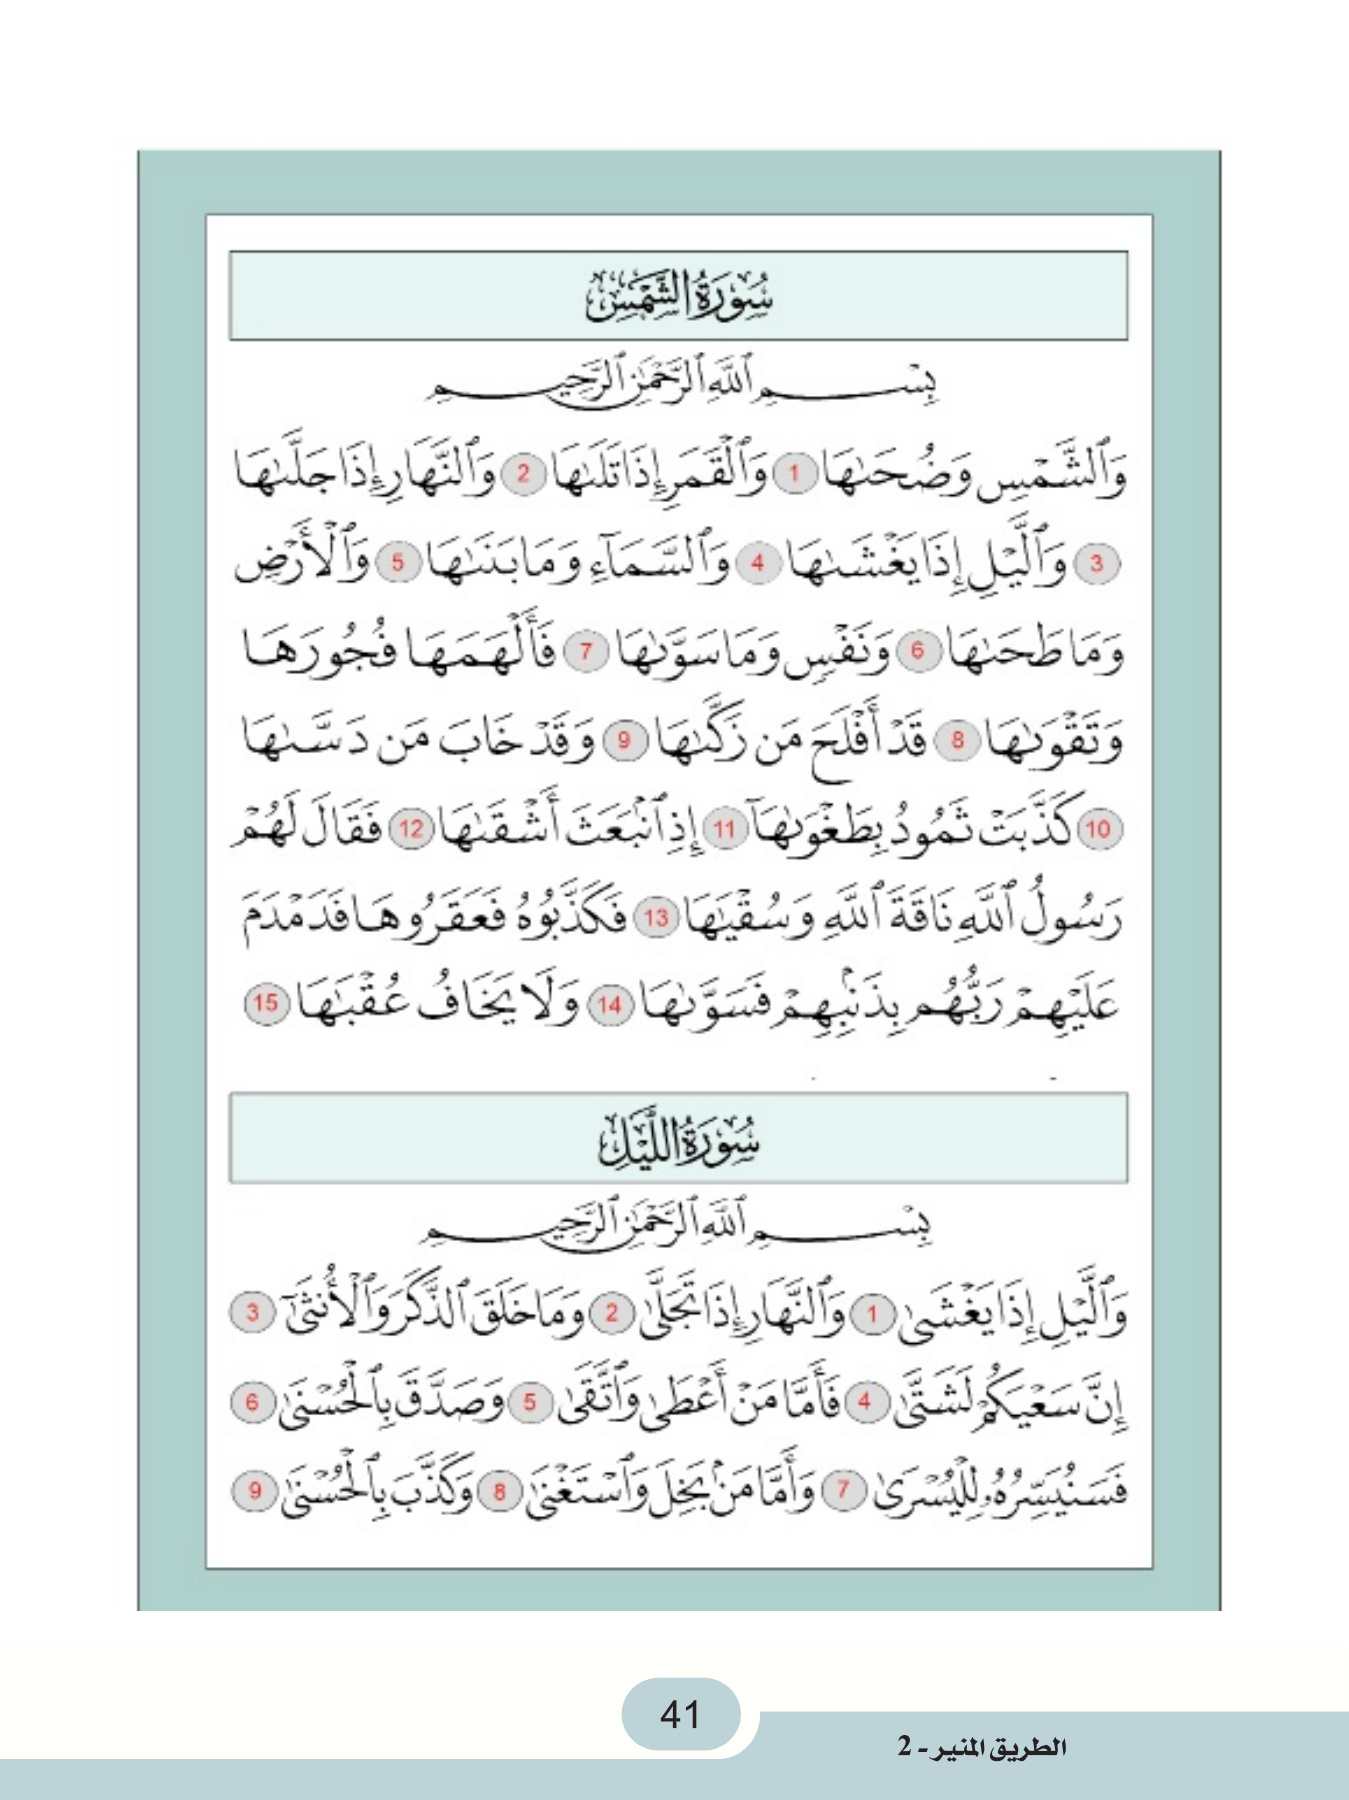 سُورَةُ الشَّمْسِ
بِسْمِ ٱللَّهِ ٱلرَّحْمَٰنِ ٱلرَّحِيمِ
وَٱلشَّمْسِ وَضُحَىٰهَا 1 وَٱلْقَمَرِ إِذَا تَلَىٰهَا 2 وَٱلنَّهَارِ إِذَا جَلَّىٰهَا
3 وَٱلَّيْلِ إِذَا يَغْشَىٰهَا 4 وَٱلسَّمَآءِ وَمَا بَنَىٰهَا 5 وَٱلْأَرْضِ
وَمَا طَحَىٰهَا 6 وَنَفْسٍ وَمَا سَوَّىٰهَا 7 فَأَلْهَمَهَا فُجُورَهَا
وَتَقْوَىٰهَا 8 قَدْ أَفْلَحَ مَن زَكَّىٰهَا 9 وَقَدْ خَابَ مَن دَسَّىٰهَا
10 كَذَّبَتْ ثَمُودُ بِطَغْوَىٰهَآ 11 إِذِ ٱنۢبَعَثَ أَشْقَىٰهَا 12 فَقَالَ لَهُمْ
رَسُولُ ٱللَّهِ نَاقَةَ ٱللَّهِ وَسُقْيَٰهَا 13 فَكَذَّبُوهُ فَعَقَرُوهَا فَدَمْدَمَ
عَلَيْهِمْ رَبُّهُم بِذَنۢبِهِمْ فَسَوَّىٰهَا 14 وَلَا يَخَافُ عُقْبَٰهَا 15
سُورَةُ اللَّيْلِ
بِسْمِ ٱللَّهِ ٱلرَّحْمَٰنِ ٱلرَّحِيمِ
وَٱلَّيْلِ إِذَا يَغْشَىٰ 1 وَٱلنَّهَارِ إِذَا تَجَلَّىٰ 2 وَمَا خَلَقَ ٱلذَّكَرَ وَٱلْأُنثَىٰٓ 3
إِنَّ سَعْيَكُمْ لَشَتَّىٰ 4 فَأَمَّا مَنْ أَعْطَىٰ وَٱتَّقَىٰ 5 وَصَدَّقَ بِٱلْحُسْنَىٰ 6
فَسَنُيَسِّرُهُۥ لِلْيُسْرَىٰ 7 وَأَمَّا مَنۢ بَخِلَ وَٱسْتَغْنَىٰ 8 وَكَذَّبَ بِٱلْحُسْنَىٰ 9
41
الطريق المنير - 2